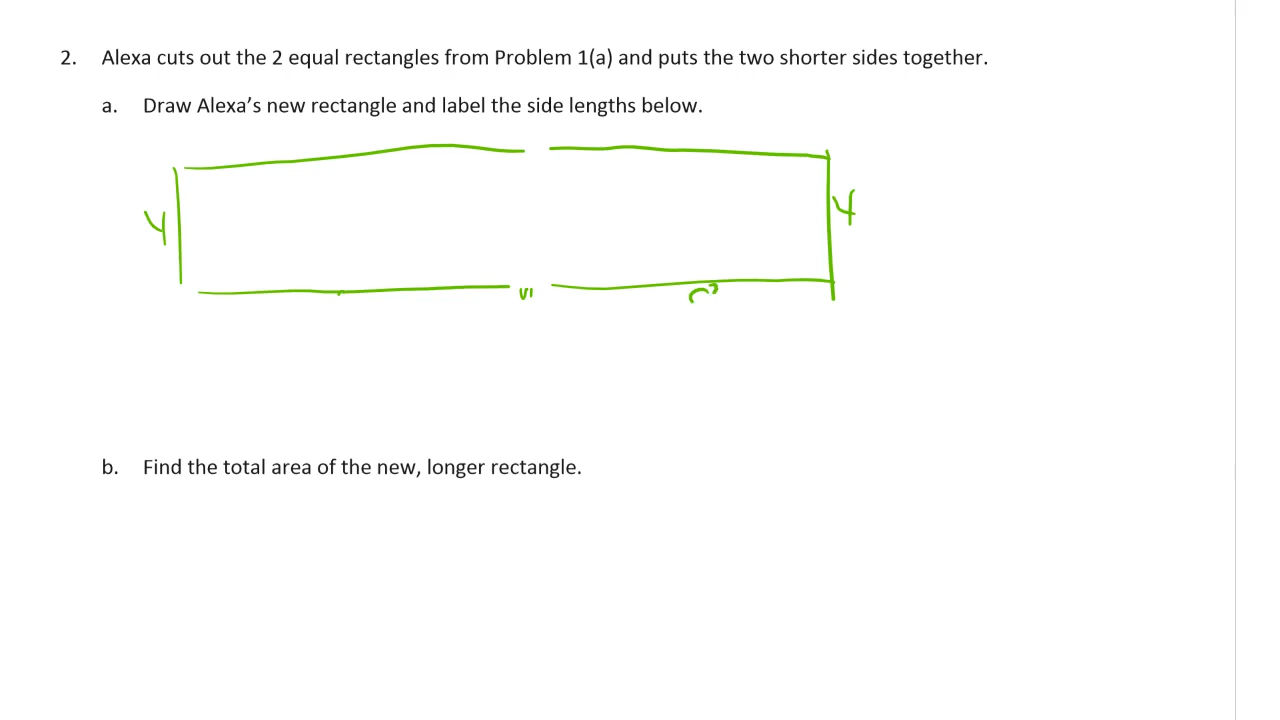 2. Alexa cuts out the 2 equal rectangles from Problem 1(a) and puts the two shorter sides together.
a. Draw Alexa's new rectangle and label the side lengths below.
4
4
b. Find the total area of the new, longer rectangle.